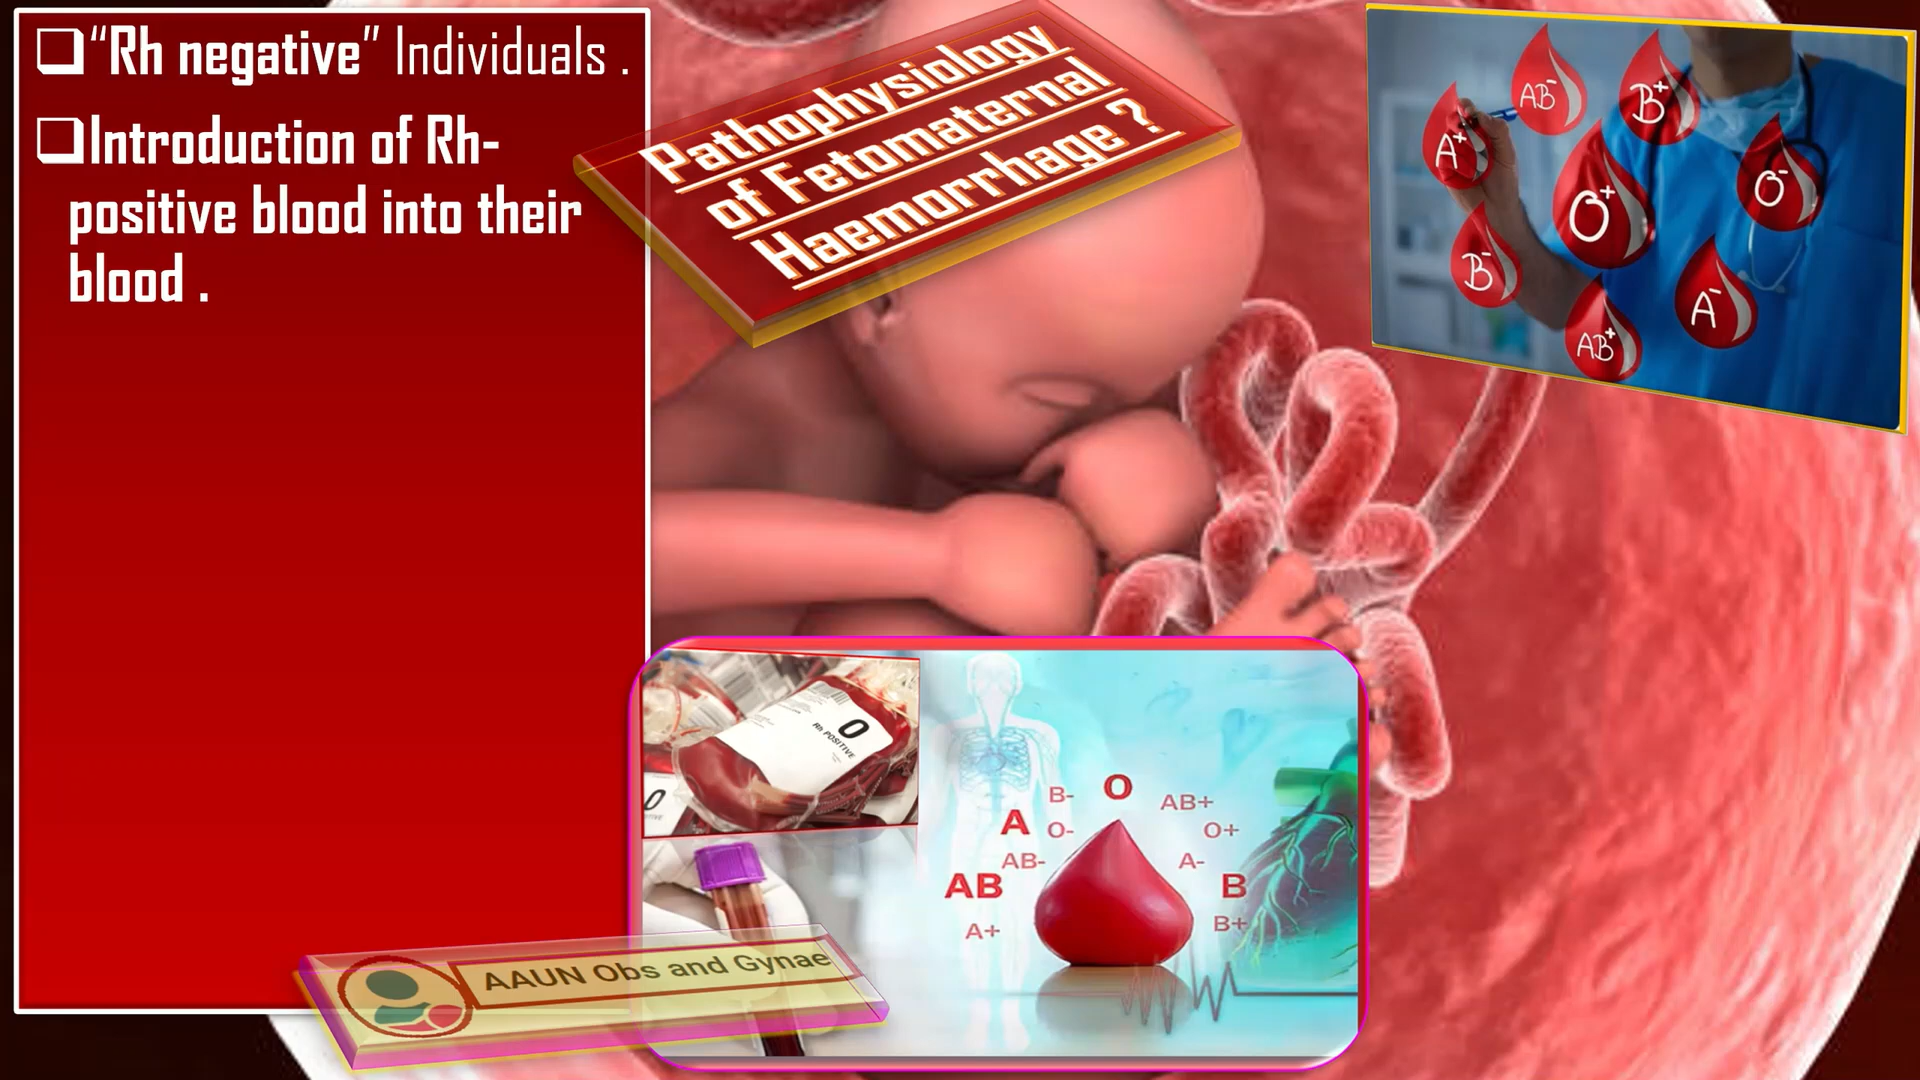 “Rh negative” Individuals .
Introduction of Rh-
positive blood into their
blood .
Pathophysiology
of Fetomaternal
Haemorrhage ?
A+
AB-
B+
O+
O-
B-
A-
AB+
O
Rh POSITIVE
O
B-
O
AB+
A
O-
O+
AB-
A-
AB
B
A+
B+
AAUN Obs and Gynae